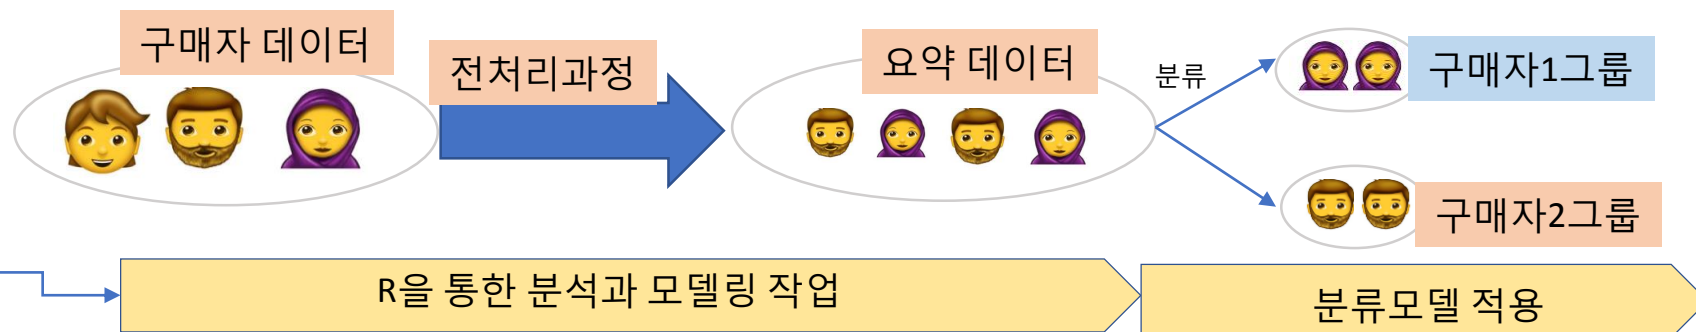 구매자 데이터
전처리과정
요약 데이터
분류
구매자1그룹
구매자2그룹
R을 통한 분석과 모델링 작업
분류모델 적용